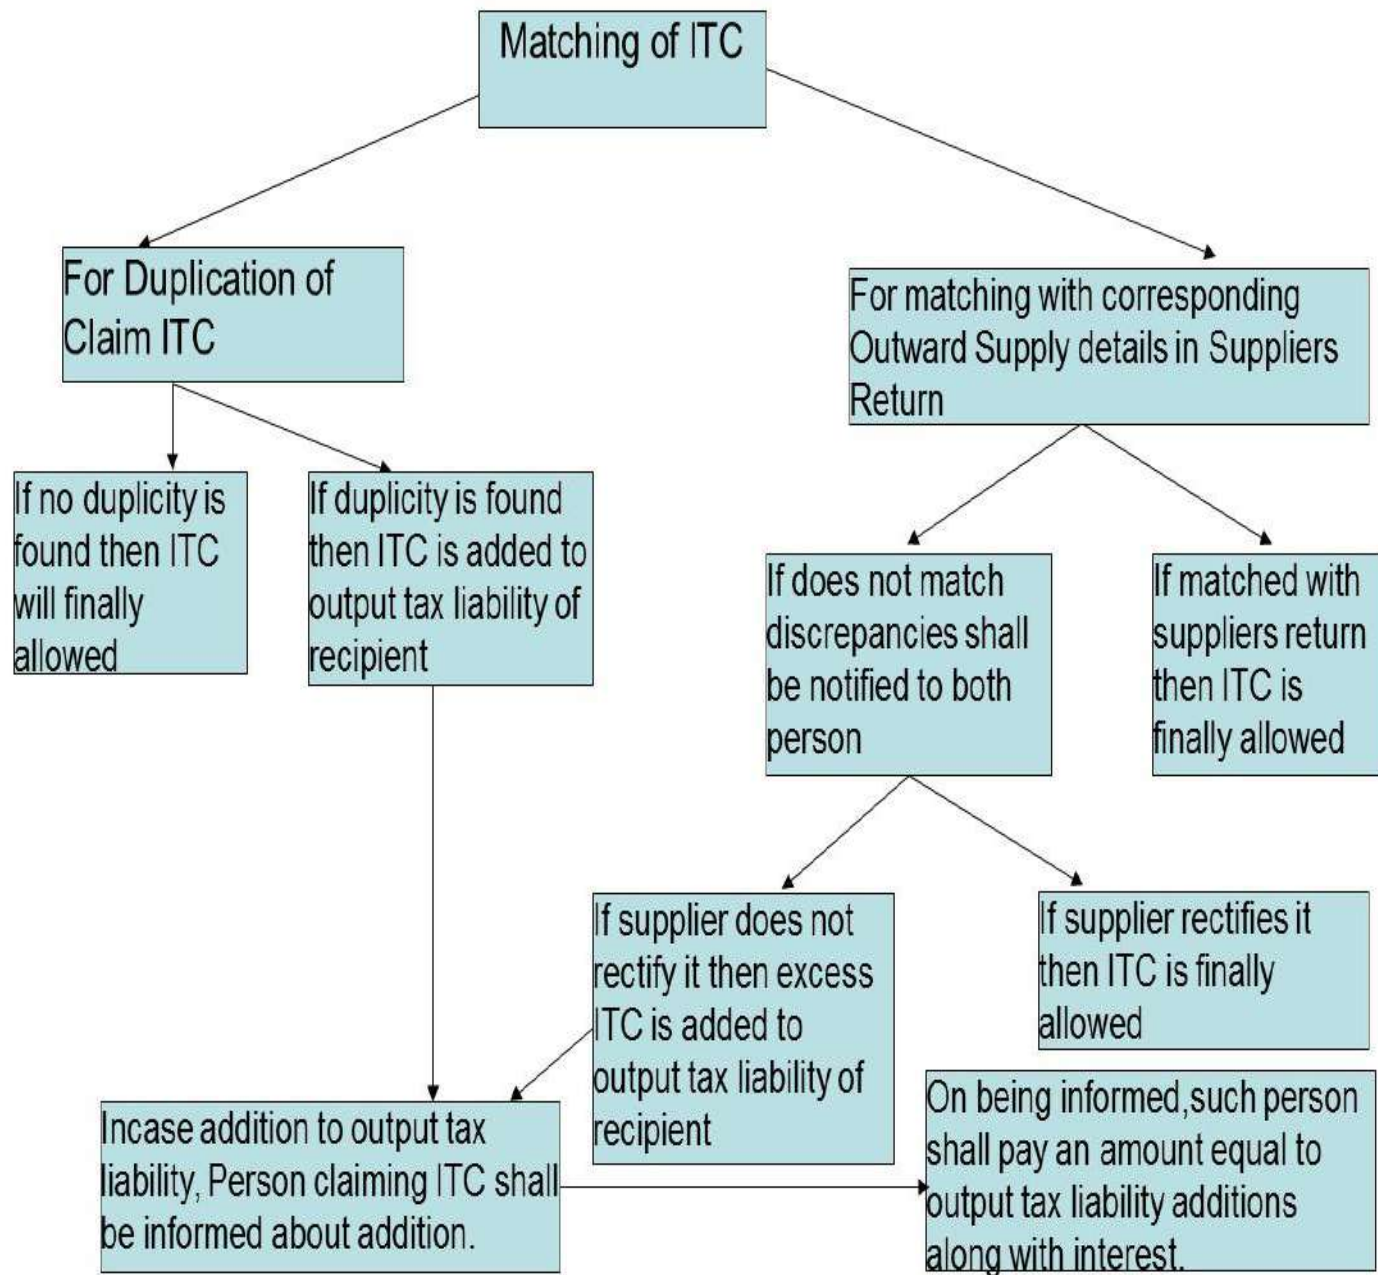 Matching of ITC
For Duplication of
Claim ITC
For matching with corresponding
Outward Supply details in Suppliers
Return
If no duplicity is
found then ITC
will finally
allowed
If duplicity is found
then ITC is added to
output tax liability of
recipient
If does not match
discrepancies shall
be notified to both
person
If matched with
suppliers return
then ITC is
finally allowed
If supplier does not
rectify it then excess
ITC is added to
output tax liability of
recipient
If supplier rectifies it
then ITC is finally
allowed
Incase addition to output tax
liability, Person claiming ITC shall
be informed about addition.
On being informed,such person
shall pay an amount equal to
output tax liability additions
along with interest.